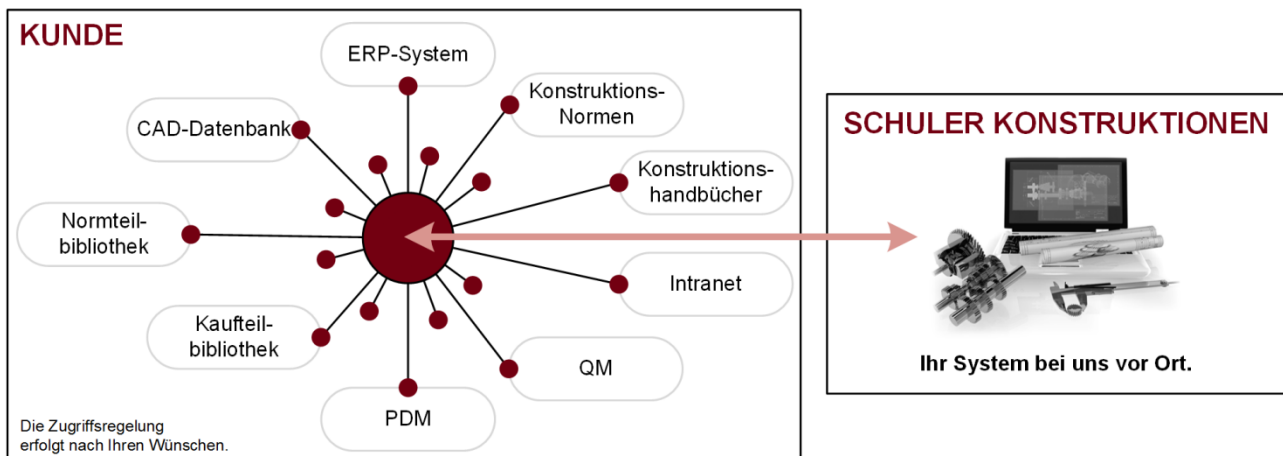 KUNDE
ERP-System
Konstruktions-
Normen
CAD-Datenbank
Konstruktions-
handbücher
Normteil-
bibliothek
Intranet
Kaufteil-
bibliothek
QM
PDM
Die Zugriffsregelung
erfolgt nach Ihren Wünschen.
SCHULER KONSTRUKTIONEN
Ihr System bei uns vor Ort.